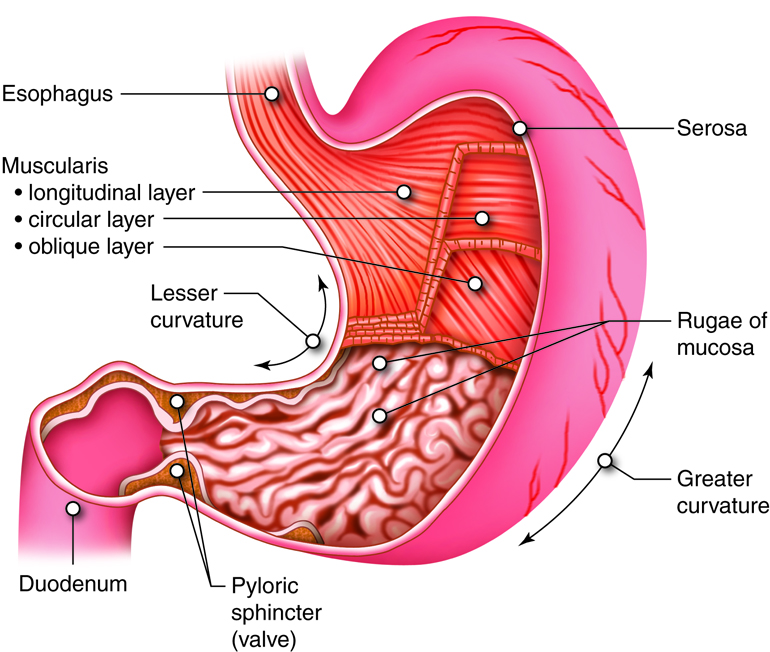 Esophagus
Serosa
Muscularis
• longitudinal layer
• circular layer
• oblique layer
Lesser
curvature
Rugae of
mucosa
Greater
curvature
Duodenum
Pyloric
sphincter
(valve)